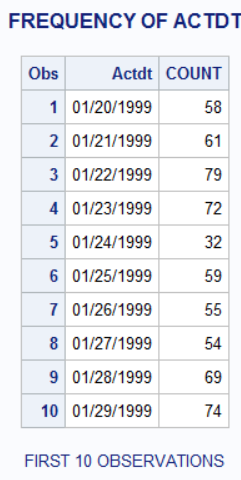 FREQUENCY OF ACTDT
Obs Actdt COUNT
1 01/20/1999 58
2 01/21/1999 61
3 01/22/1999 79
4 01/23/1999 72
5 01/24/1999 32
6 01/25/1999 59
7 01/26/1999 55
8 01/27/1999 54
9 01/28/1999 69
10 01/29/1999 74
FIRST 10 OBSERVATIONS